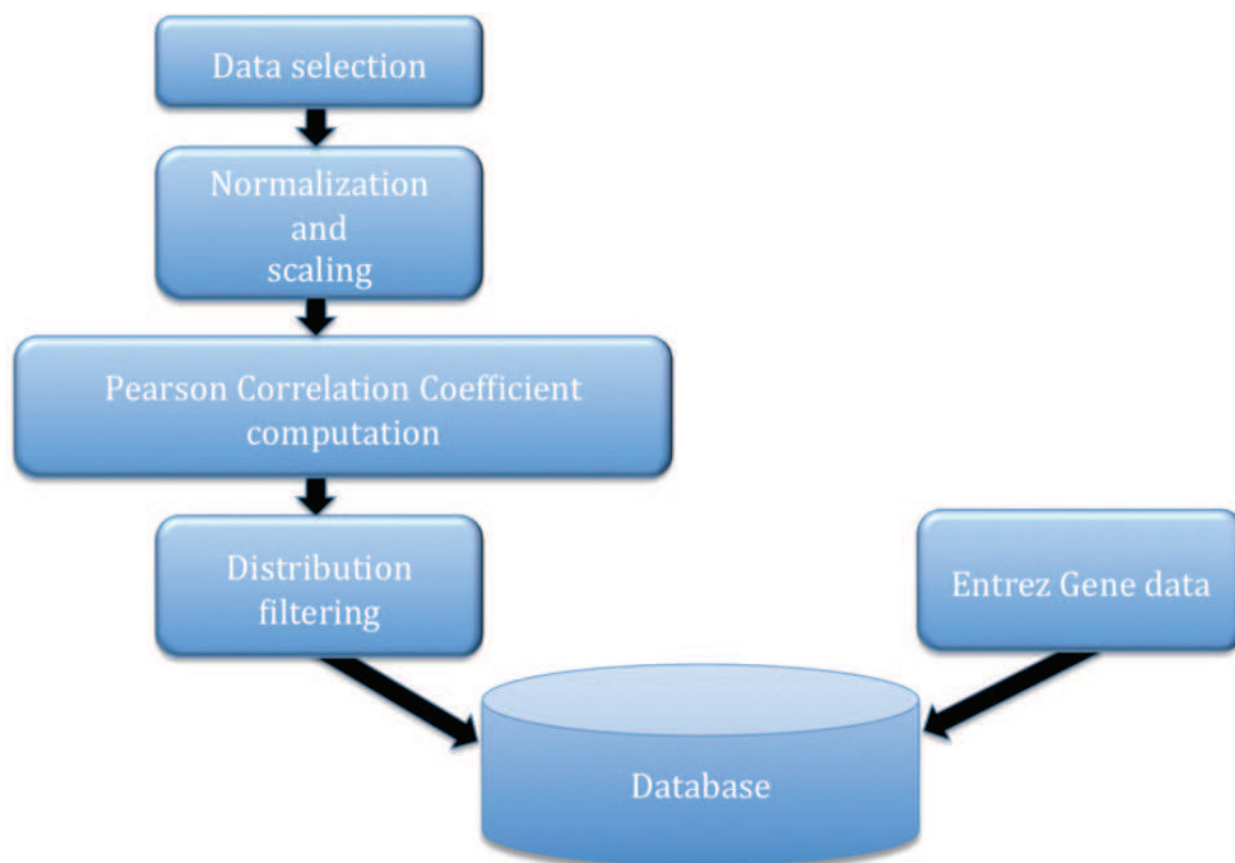 Data selection
Normalization
and
scaling
Pearson Correlation Coefficient
computation
Distribution
filtering
Entrez Gene data
Database